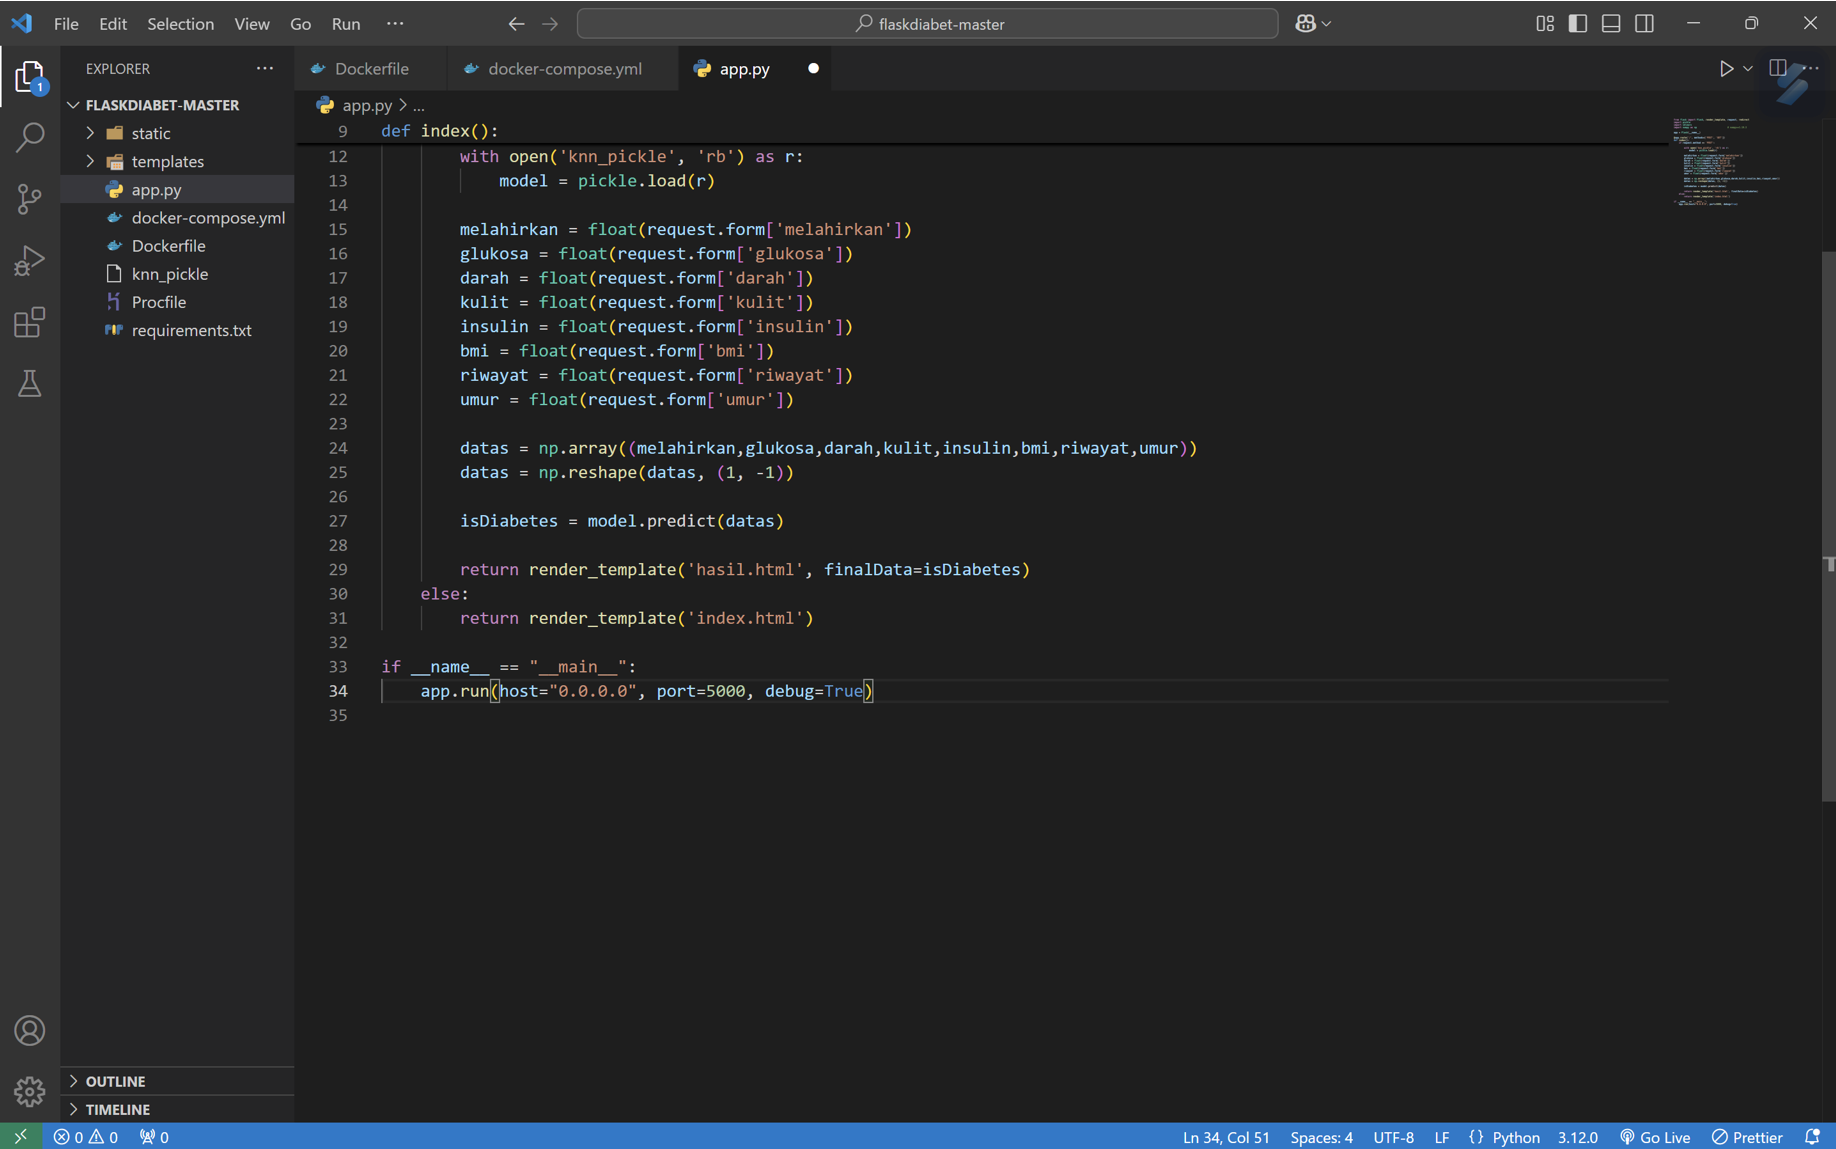 File Edit Selection View Go Run ···
flaskdiabet-master
EXPLORER
FLASKDIABET-MASTER
static
templates
app.py
docker-compose.yml
Dockerfile
knn_pickle
Procfile
requirements.txt
OUTLINE
TIMELINE
1
Dockerfile docker-compose.yml app.py
app.py > ...
9 def index():
12 with open('knn_pickle', 'rb') as r:
13 model = pickle.load(r)
14
15 melahirkan = float(request.form['melahirkan'])
16 glukosa = float(request.form['glukosa'])
17 darah = float(request.form['darah'])
18 kulit = float(request.form['kulit'])
19 insulin = float(request.form['insulin'])
20 bmi = float(request.form['bmi'])
21 riwayat = float(request.form['riwayat'])
22 umur = float(request.form['umur'])
23
24 datas = np.array((melahirkan,glukosa,darah,kulit,insulin,bmi,riwayat,umur))
25 datas = np.reshape(datas, (1, -1))
26
27 isDiabetes = model.predict(datas)
28
29 return render_template('hasil.html', finalData=isDiabetes)
30 else:
31 return render_template('index.html')
32
33 if __name__ == "__main__":
34 app.run(host="0.0.0.0", port=5000, debug=True)
35
0 0 0 Ln 34, Col 51 Spaces: 4 UTF-8 LF {} Python 3.12.0 Go Live Prettier